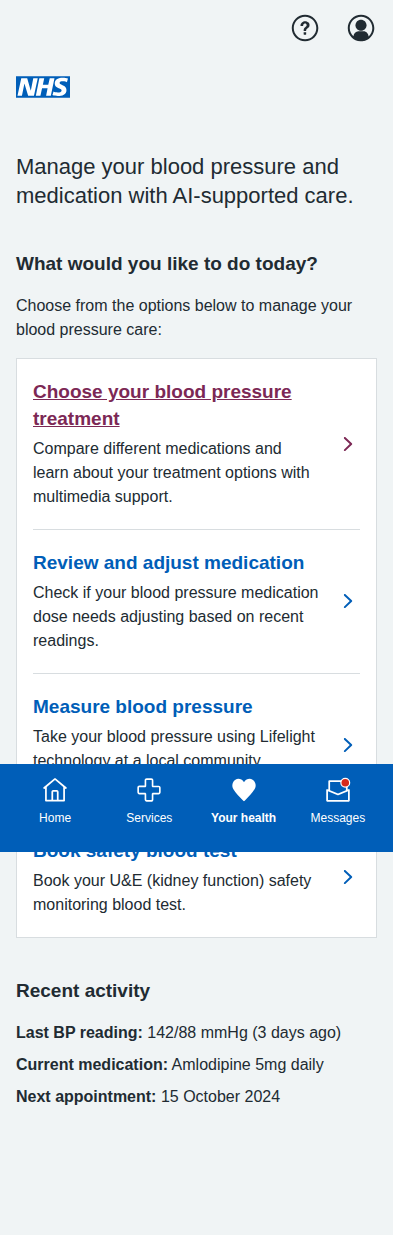 NHS
Manage your blood pressure and
medication with AI-supported care.
What would you like to do today?
Choose from the options below to manage your
blood pressure care:
Choose your blood pressure
treatment
Compare different medications and
learn about your treatment options with
multimedia support.
Review and adjust medication
Check if your blood pressure medication
dose needs adjusting based on recent
readings.
Measure blood pressure
Take your blood pressure using Lifelight
technology at a local community
Home
Services
Your health
Messages
Book safety blood test
Book your U&E (kidney function) safety
monitoring blood test.
Recent activity
Last BP reading: 142/88 mmHg (3 days ago)
Current medication: Amlodipine 5mg daily
Next appointment: 15 October 2024